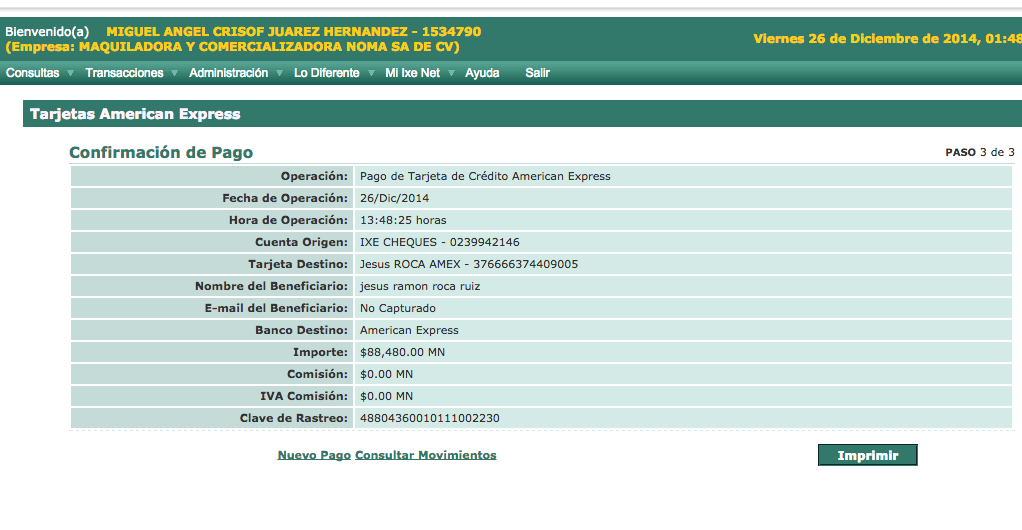 Bienvenido(a) MIGUEL ANGEL CRISOF JUAREZ HERNANDEZ - 1534790
(Empresa: MAQUILADORA Y COMERCIALIZADORA NOMA SA DE CV)
Viernes 26 de Diciembre de 2014, 01:48
Consultas Transacciones Administración Lo Diferente Mi Ixe Net Ayuda Salir
Tarjetas American Express
Confirmación de Pago PASO 3 de 3
Operación: Pago de Tarjeta de Crédito American Express
Fecha de Operación: 26/Dic/2014
Hora de Operación: 13:48:25 horas
Cuenta Origen: IXE CHEQUES - 0239942146
Tarjeta Destino: Jesus ROCA AMEX - 376666374409005
Nombre del Beneficiario: jesus ramon roca ruiz
E-mail del Beneficiario: No Capturado
Banco Destino: American Express
Importe: $88,480.00 MN
Comisión: $0.00 MN
IVA Comisión: $0.00 MN
Clave de Rastreo: 48804360010111002230
Nuevo Pago Consultar Movimientos Imprimir